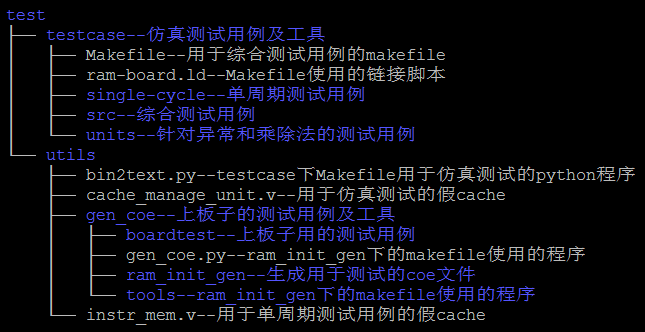 test
├── testcase--仿真测试用例及工具
│   ├── Makefile--用于综合测试用例的makefile
│   ├── ram-board.ld--Makefile使用的链接脚本
│   ├── single-cycle--单周期测试用例
│   ├── src--综合测试用例
│   └── units--针对异常和乘除法的测试用例
└── utils
    ├── bin2text.py--testcase下Makefile用于仿真测试的python程序
    ├── cache_manage_unit.v--用于仿真测试的假cache
    ├── gen_coe--上板子的测试用例及工具
    │   ├── boardtest--上板子用的测试用例
    │   ├── gen_coe.py--ram_init_gen下的makefile使用的程序
    │   ├── ram_init_gen--生成用于测试的coe文件
    │   └── tools--ram_init_gen下的makefile使用的程序
    └── instr_mem.v--用于单周期测试用例的假cache